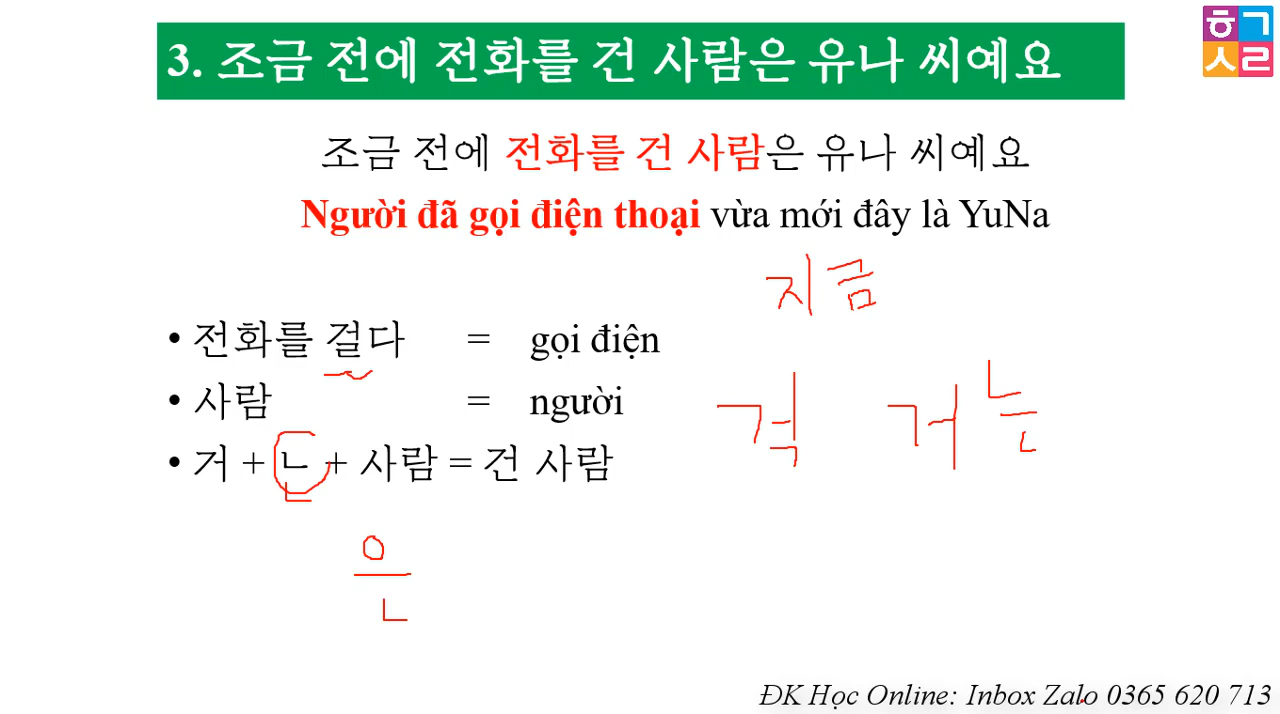 3. 조금 전에 전화를 건 사람은 유나 씨예요
ㅎㄱ
ㅅㄹ
조금 전에 전화를 건 사람은 유나 씨예요
Người đã gọi điện thoại vừa mới đây là YuNa
지금
• 전화를 걸다 = gọi điện
• 사람 = người
• 거 + ㄴ + 사람 = 건 사람
ㄴ
거는
은
ĐK Học Online: Inbox Zalo 0365 620 713